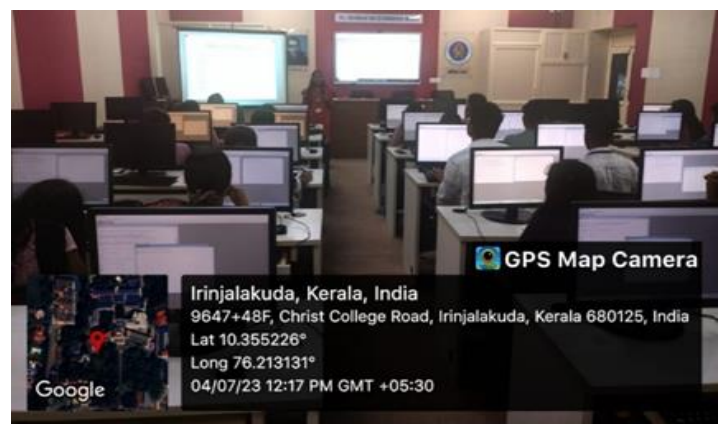 GPS Map Camera
Irinjalakuda, Kerala, India
9647+48F, Christ College Road, Irinjalakuda, Kerala 680125, India
Lat 10.355226°
Long 76.213131°
04/07/23 12:17 PM GMT +05:30
Google